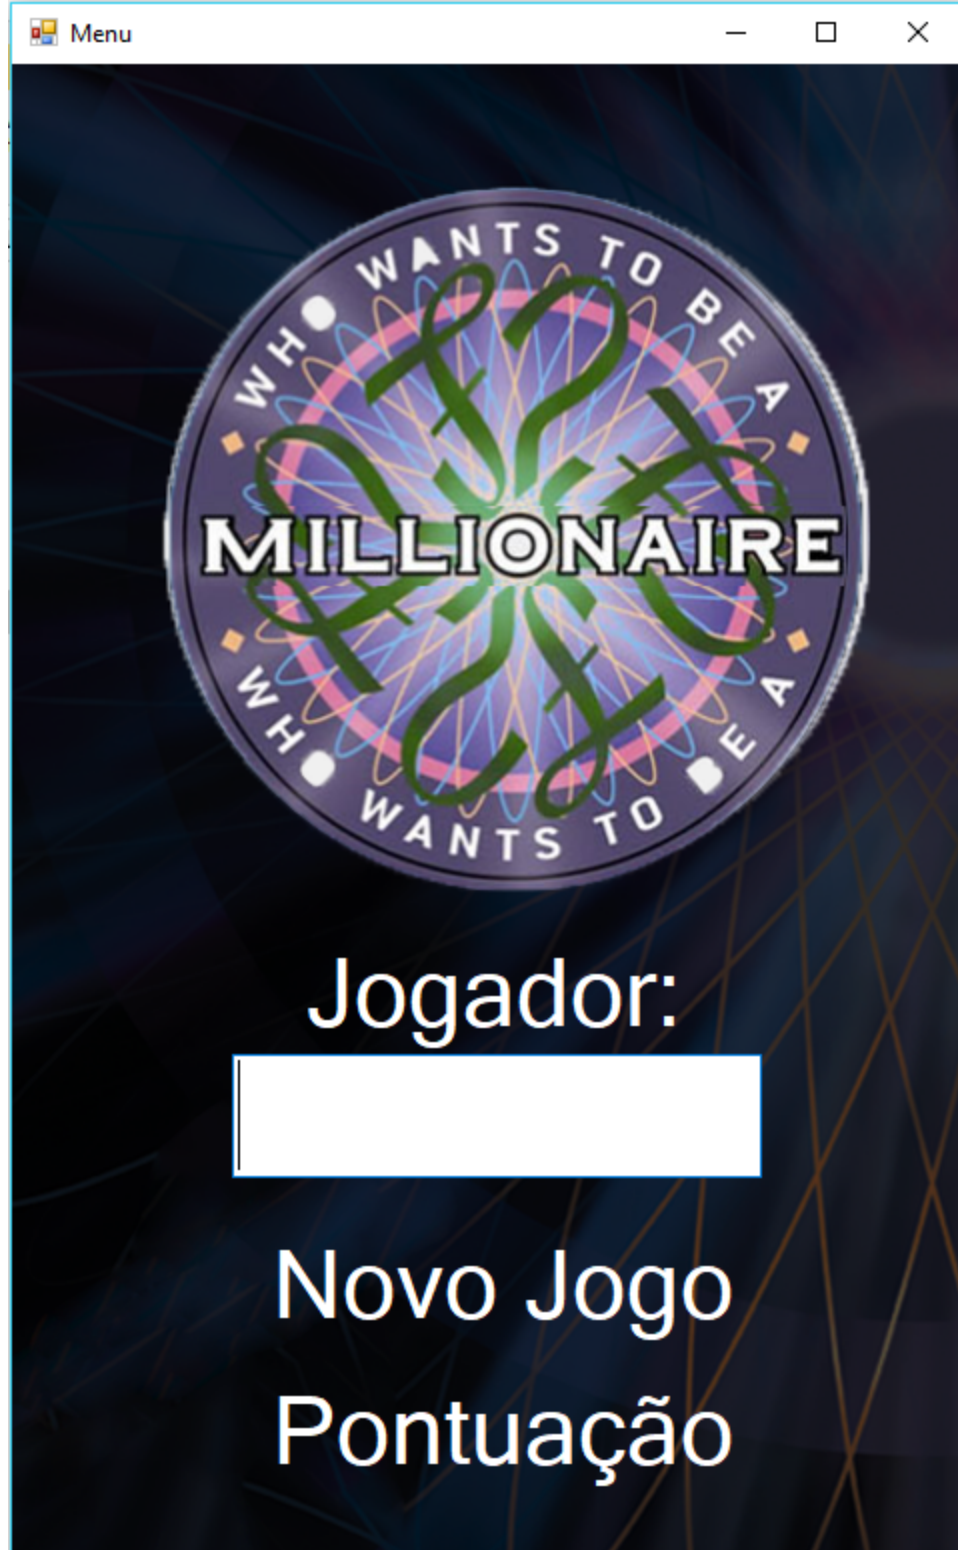 Menu
WHO WANTS TO BE A
MILLIONAIRE
WHO WANTS TO BE A
Jogador:
Novo Jogo
Pontuação